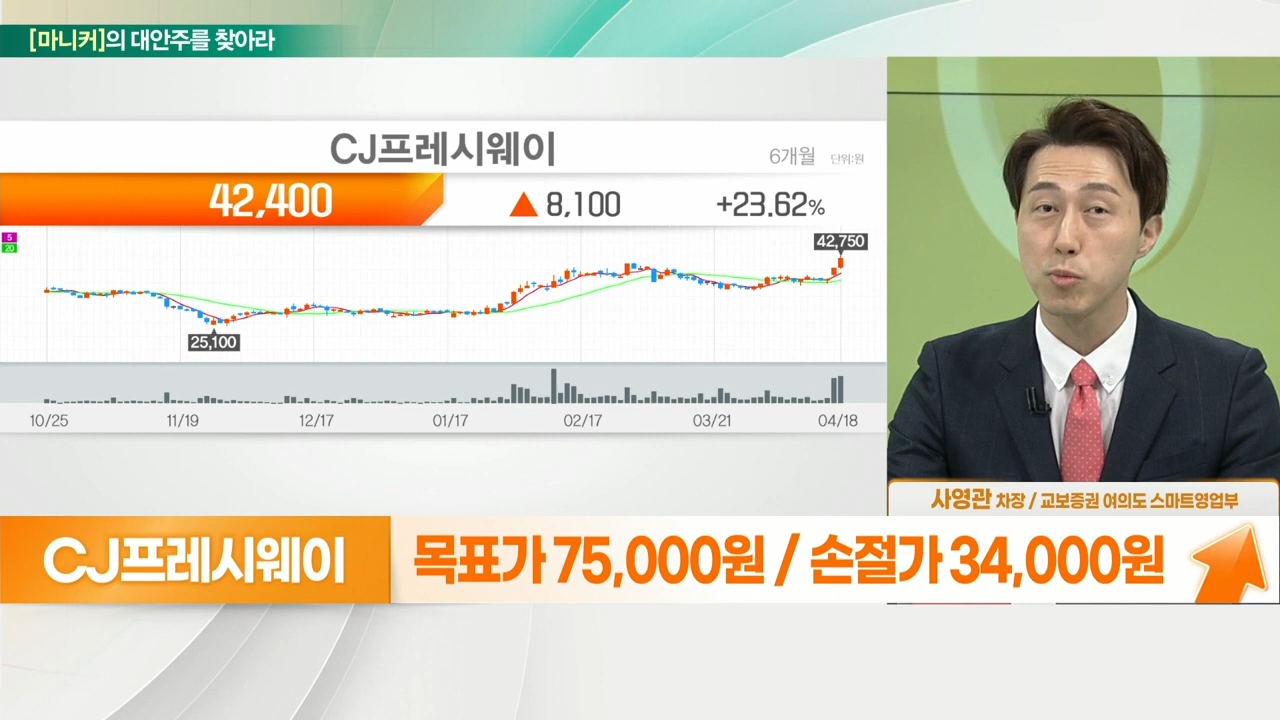 [마니커]의 대안주를 찾아라
CJ프레시웨이
6개월 단위:원
42,400 ▲ 8,100 +23.62%
5
20
42,750
25,100
10/25 11/19 12/17 01/17 02/17 03/21 04/18
사영관 차장 / 교보증권 여의도 스마트영업부
CJ프레시웨이 목표가 75,000원 / 손절가 34,000원